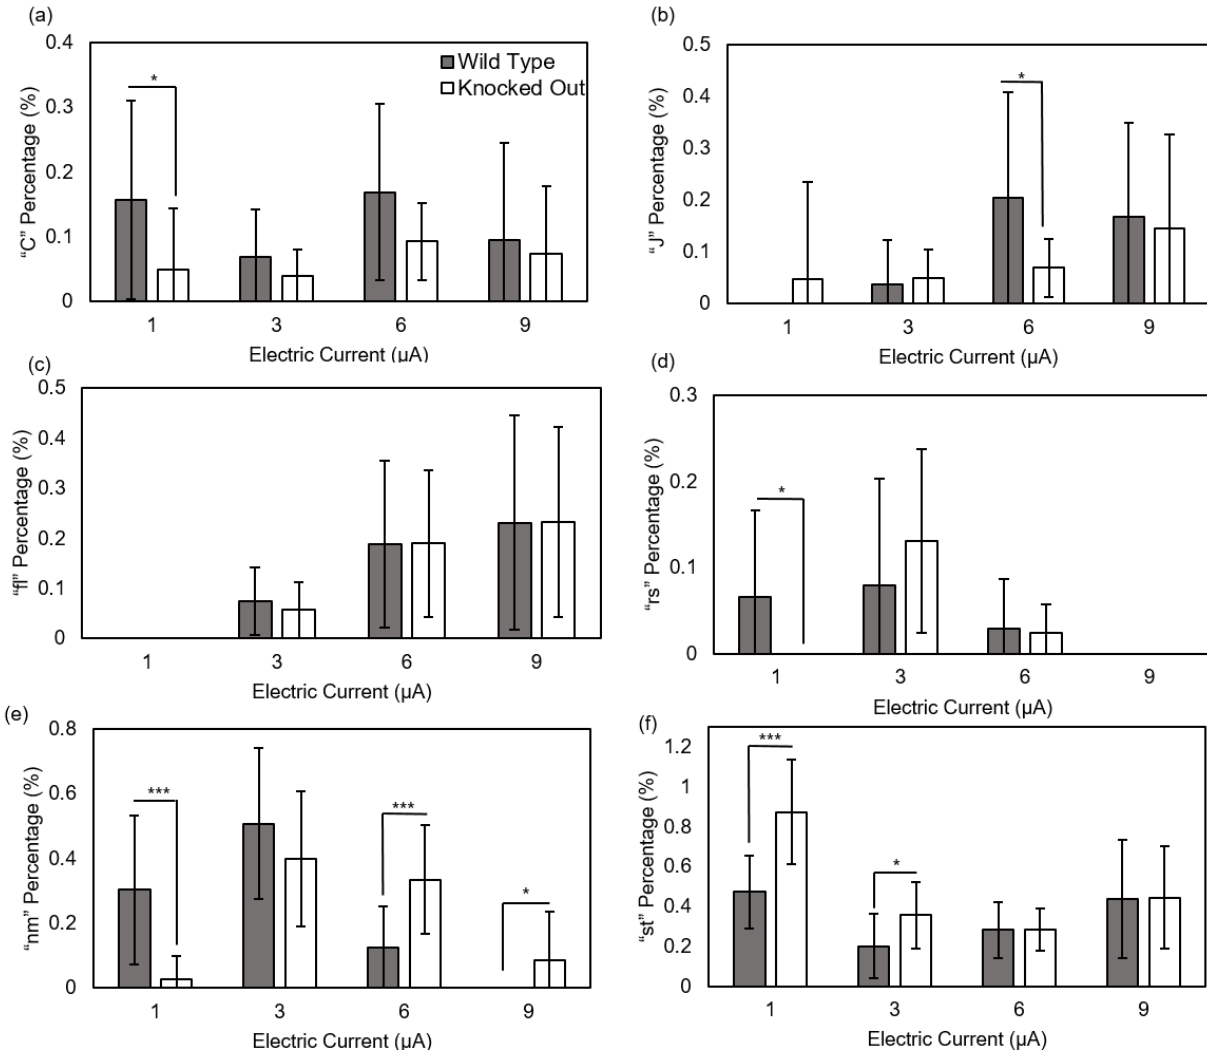 (a)
0.4
0.3
0.2
0.1
0
"C" Percentage (%)
Wild Type
Knocked Out
*
1 3 6 9
Electric Current (µA)
(b)
0.5
0.4
0.3
0.2
0.1
0
"J" Percentage (%)
*
1 3 6 9
Electric Current (µA)
(c)
0.5
0.4
0.3
0.2
0.1
0
"fl" Percentage (%)
1 3 6 9
Electric Current (µA)
(d)
0.3
0.2
0.1
0
"rs" Percentage (%)
*
1 3 6 9
Electric Current (µA)
(e)
0.8
0.6
0.4
0.2
0
"nm" Percentage (%)
***
***
*
1 3 6 9
Electric Current (µA)
(f)
1.2
1
0.8
0.6
0.4
0.2
0
"st" Percentage (%)
***
*
1 3 6 9
Electric Current (µA)